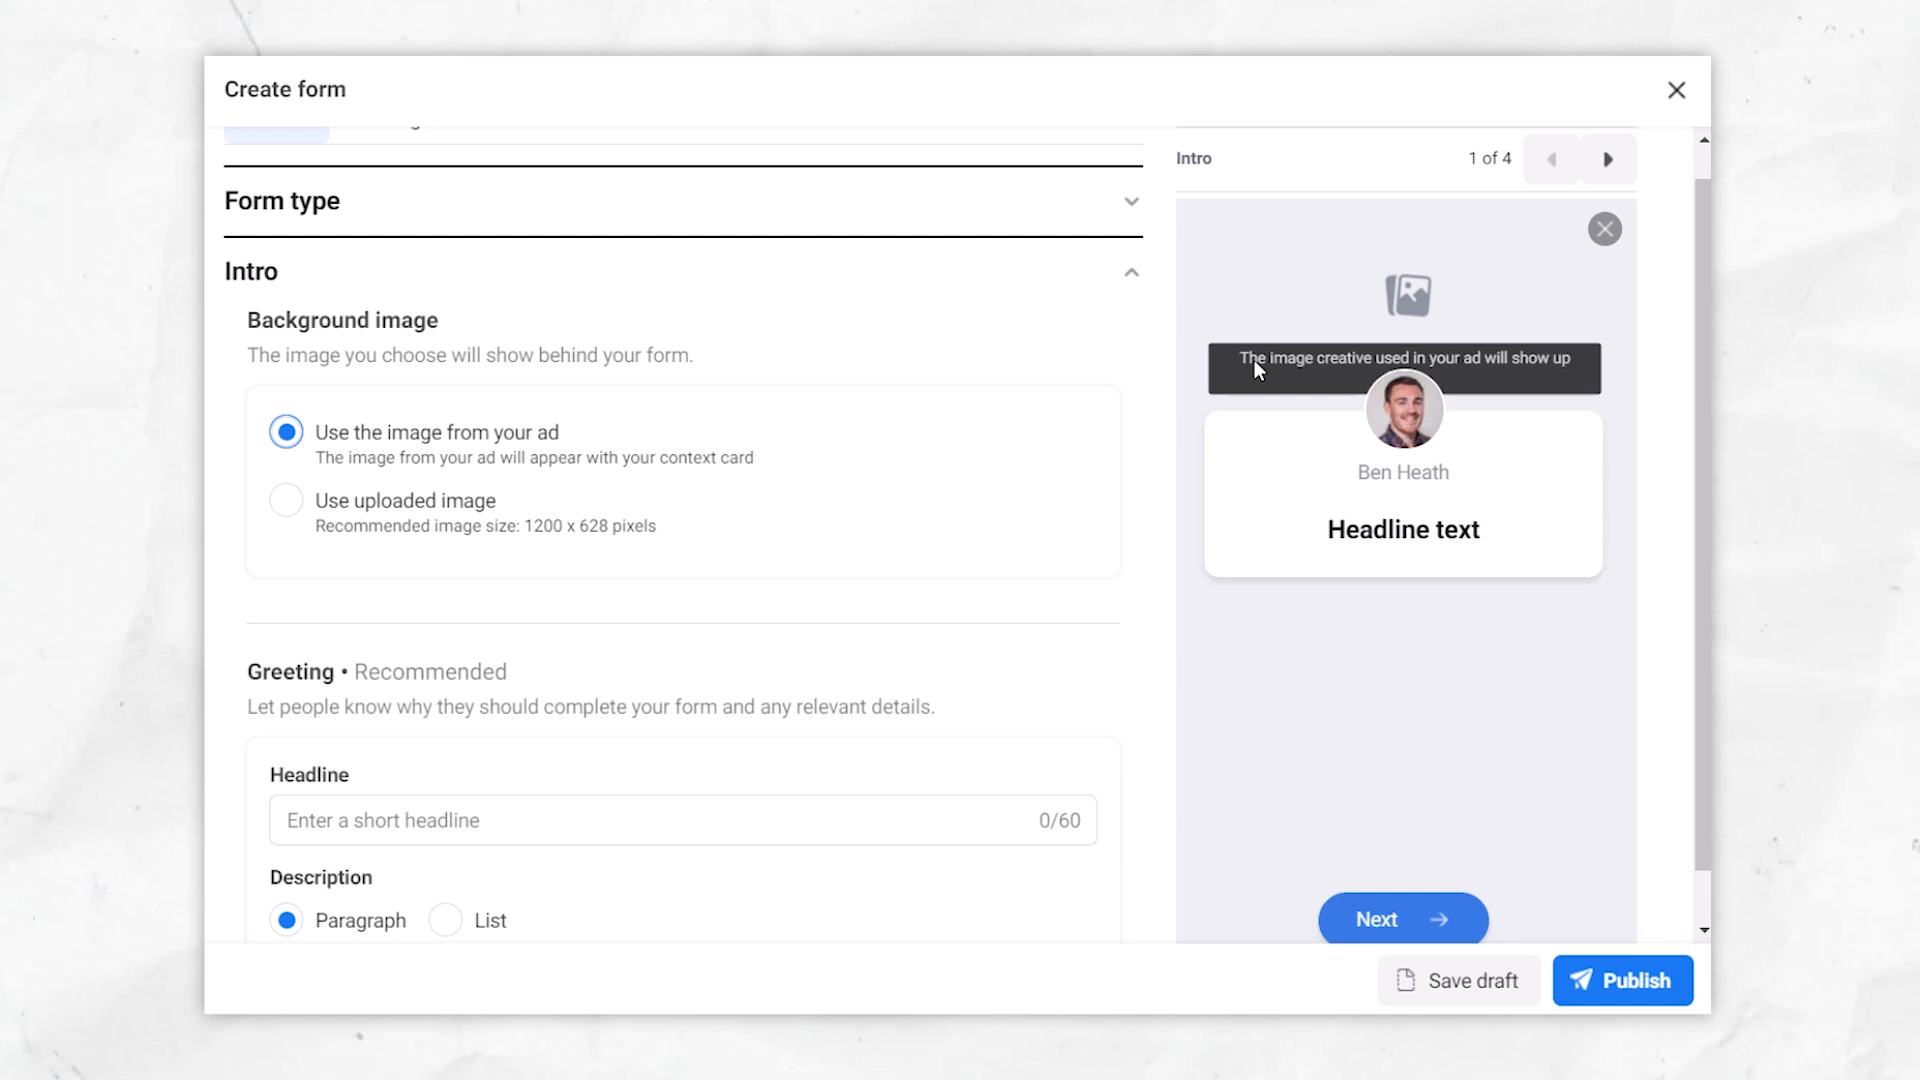 Create form
Intro
1 of 4
Form type
Intro
Background image
The image you choose will show behind your form.
The image creative used in your ad will show up
Use the image from your ad
The image from your ad will appear with your context card
Use uploaded image
Recommended image size: 1200 x 628 pixels
Ben Heath
Headline text
Greeting • Recommended
Let people know why they should complete your form and any relevant details.
Headline
Enter a short headline
0/60
Description
Paragraph
List
Next
Save draft
Publish